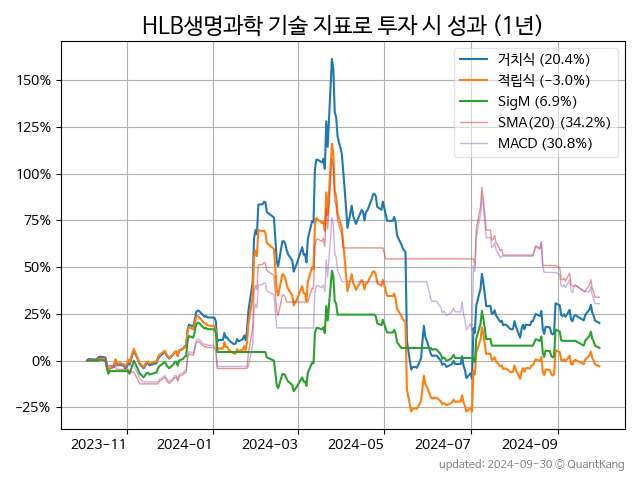 HLB생명과학 기술 지표로 투자 시 성과 (1년)
거치식 (20.4%)
적립식 (−3.0%)
SigM (6.9%)
SMA(20) (34.2%)
MACD (30.8%)
150%
125%
100%
75%
50%
25%
0%
−25%
2023-11 2024-01 2024-03 2024-05 2024-07 2024-09
updated: 2024-09-30 © QuantKang